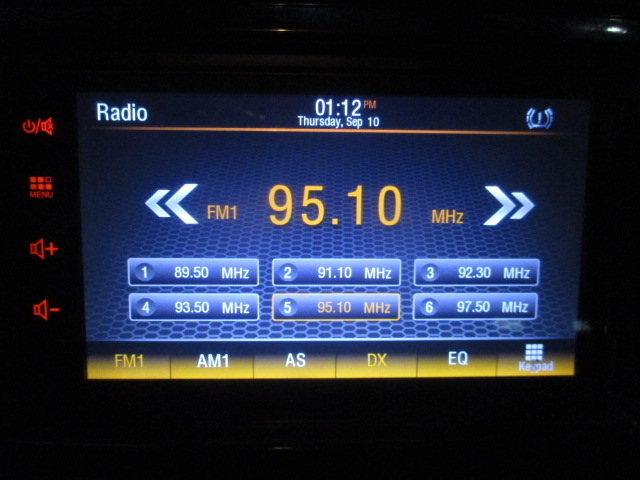 Radio
01:12 PM
Thursday, Sep 10
MENU
FM1 95.10 MHz
1 89.50 MHz 2 91.10 MHz 3 92.30 MHz
4 93.50 MHz 5 95.10 MHz 6 97.50 MHz
FM1 AM1 AS DX EQ Keypad